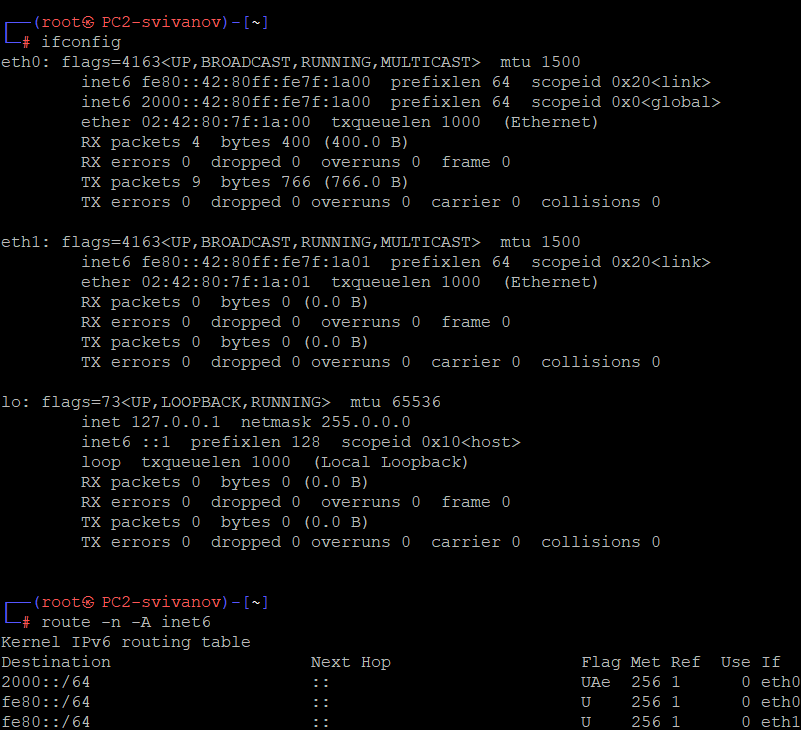 ┌──(root㉿ PC2-svivanov)-[~]
└─# ifconfig
eth0: flags=4163<UP,BROADCAST,RUNNING,MULTICAST>  mtu 1500
        inet6 fe80::42:80ff:fe7f:1a00  prefixlen 64  scopeid 0x20<link>
        inet6 2000::42:80ff:fe7f:1a00  prefixlen 64  scopeid 0x0<global>
        ether 02:42:80:7f:1a:00  txqueuelen 1000  (Ethernet)
        RX packets 4  bytes 400 (400.0 B)
        RX errors 0  dropped 0  overruns 0  frame 0
        TX packets 9  bytes 766 (766.0 B)
        TX errors 0  dropped 0 overruns 0  carrier 0  collisions 0

eth1: flags=4163<UP,BROADCAST,RUNNING,MULTICAST>  mtu 1500
        inet6 fe80::42:80ff:fe7f:1a01  prefixlen 64  scopeid 0x20<link>
        ether 02:42:80:7f:1a:01  txqueuelen 1000  (Ethernet)
        RX packets 0  bytes 0 (0.0 B)
        RX errors 0  dropped 0  overruns 0  frame 0
        TX packets 0  bytes 0 (0.0 B)
        TX errors 0  dropped 0 overruns 0  carrier 0  collisions 0

lo: flags=73<UP,LOOPBACK,RUNNING>  mtu 65536
        inet 127.0.0.1  netmask 255.0.0.0
        inet6 ::1  prefixlen 128  scopeid 0x10<host>
        loop  txqueuelen 1000  (Local Loopback)
        RX packets 0  bytes 0 (0.0 B)
        RX errors 0  dropped 0  overruns 0  frame 0
        TX packets 0  bytes 0 (0.0 B)
        TX errors 0  dropped 0 overruns 0  carrier 0  collisions 0

┌──(root㉿ PC2-svivanov)-[~]
└─# route -n -A inet6
Kernel IPv6 routing table
Destination                    Next Hop                   Flag Met Ref  Use If
2000::/64                      ::                         UAe  256 1      0 eth0
fe80::/64                      ::                         U    256 1      0 eth0
fe80::/64                      ::                         U    256 1      0 eth1